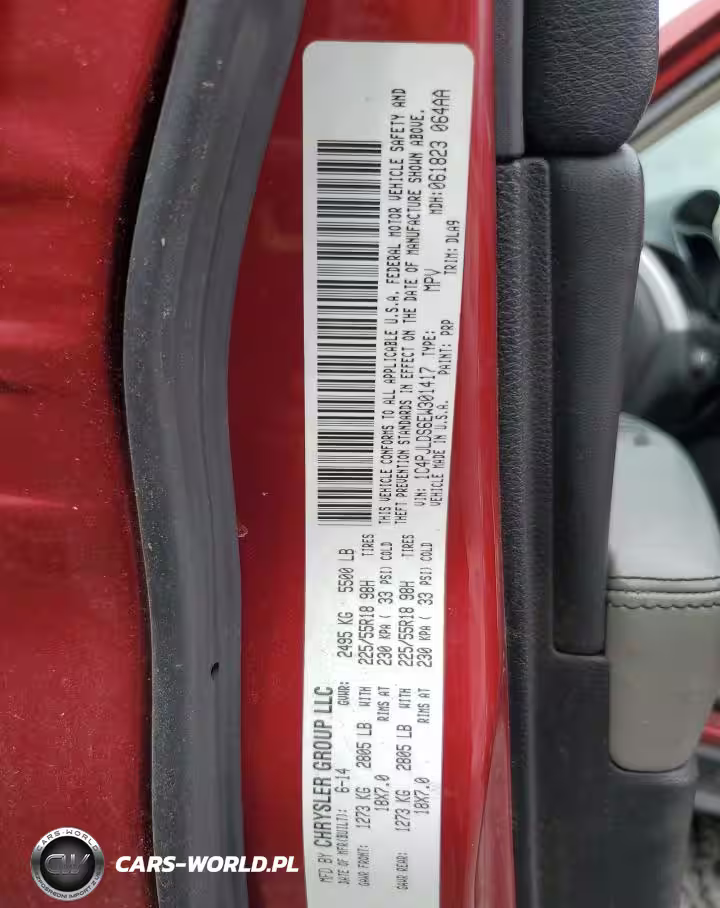 MFD BY CHRYSLER GROUP LLC
DATE OF MFR(BUILT): 6-14 GVWR: 2495 KG 5500 LB
GAWR FRONT: 1273 KG 2805 LB WITH 225/55R18 98H TIRES
18X7.0 RIMS AT 230 KPA ( 33 PSI) COLD
GAWR REAR: 1273 KG 2805 LB WITH 225/55R18 98H TIRES
18X7.0 RIMS AT 230 KPA ( 33 PSI) COLD
THIS VEHICLE CONFORMS TO ALL APPLICABLE U.S.A. FEDERAL MOTOR VEHICLE SAFETY AND
THEFT PREVENTION STANDARDS IN EFFECT ON THE DATE OF MANUFACTURE SHOWN ABOVE.
VIN: 1C4PJLDS6EW301417 TYPE: MPV MDH:061823 064AA
VEHICLE MADE IN U.S.A. PAINT: PRP TRIM: DLA9
CARS-WORLD
CW
CARS-WORLD.PL